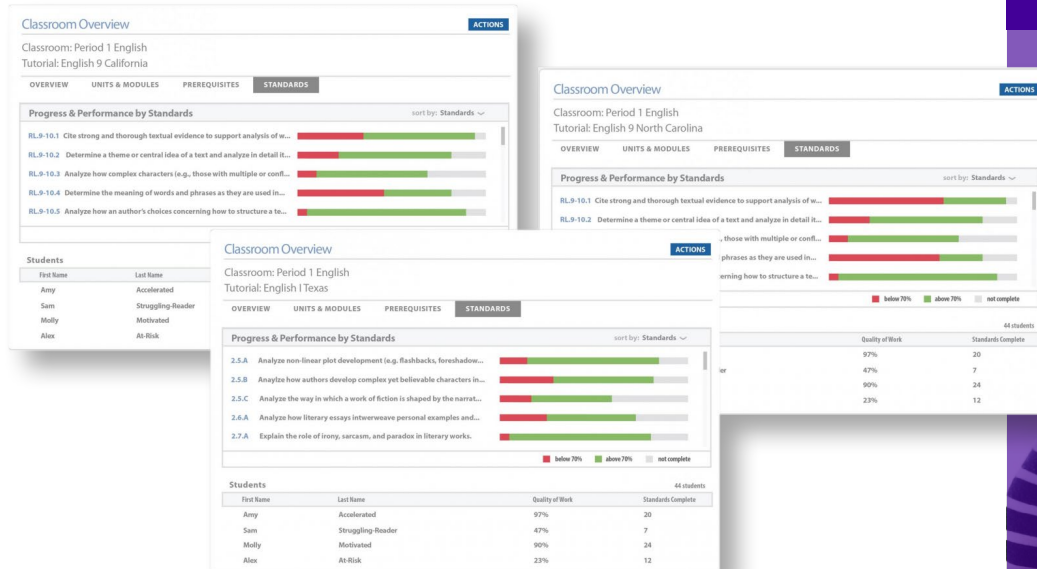 Classroom Overview
ACTIONS
Classroom: Period 1 English
Tutorial: English 9 California
OVERVIEW UNITS & MODULES PREREQUISITES STANDARDS
Progress & Performance by Standards sort by: Standards
RL.9-10.1 Cite strong and thorough textual evidence to support analysis of w...
RL.9-10.2 Determine a theme or central idea of a text and analyze in detail it...
RL.9-10.3 Analyze how complex characters (e.g., those with multiple or confl...
RL.9-10.4 Determine the meaning of words and phrases as they are used in...
RL.9-10.5 Analyze how an author's choices concerning how to structure a te...
Students
First Name Last Name
Amy Accelerated
Sam Struggling-Reader
Molly Motivated
Alex At-Risk
Classroom Overview
ACTIONS
Classroom: Period 1 English
Tutorial: English 9 North Carolina
OVERVIEW UNITS & MODULES PREREQUISITES STANDARDS
Progress & Performance by Standards sort by: Standards
RL.9-10.1 Cite strong and thorough textual evidence to support analysis of w...
RL.9-10.2 Determine a theme or central idea of a text and analyze in detail it...
, those with multiple or confl...
phrases as they are used in...
erning how to structure a te...
below 70% above 70% not complete
44 students
Quality of Work Standards Complete
97% 20
er 47% 7
90% 24
23% 12
Classroom Overview
ACTIONS
Classroom: Period 1 English
Tutorial: English I Texas
OVERVIEW UNITS & MODULES PREREQUISITES STANDARDS
Progress & Performance by Standards sort by: Standards
2.5.A Analyze non-linear plot development (e.g. flashbacks, foreshadow...
2.5.B Anaylze how authors develop complex yet believable characters in...
2.5.C Analyze the way in which a work of fiction is shaped by the narrat...
2.6.A Analyze how literary essays intwerweave personal examples and...
2.7.A Explain the role of irony, sarcasm, and paradox in literary works.
below 70% above 70% not complete
Students 44 students
First Name Last Name Quality of Work Standards Complete
Amy Accelerated 97% 20
Sam Struggling-Reader 47% 7
Molly Motivated 90% 24
Alex At-Risk 23% 12